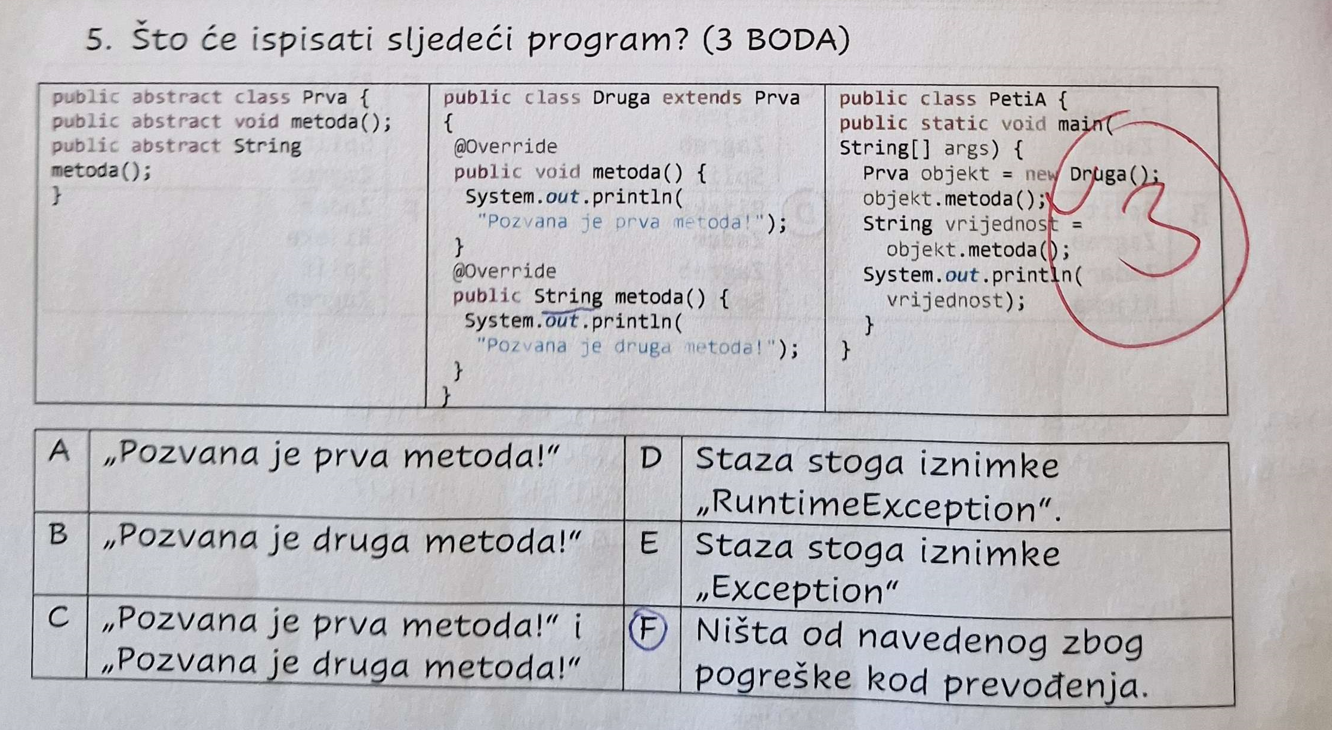 5. Što će ispisati sljedeći program? (3 BODA)
public abstract class Prva {
public abstract void metoda();
public abstract String
metoda();
}
public class Druga extends Prva
{
@Override
public void metoda() {
System.out.println(
"Pozvana je prva metoda!");
}
@Override
public String metoda() {
System.out.println(
"Pozvana je druga metoda!");
}
}
public class PetiA {
public static void main(
String[] args) {
Prva objekt = new Druga();
objekt.metoda();
String vrijednost =
objekt.metoda();
System.out.println(
vrijednost);
}
}
3
A „Pozvana je prva metoda!“
B „Pozvana je druga metoda!“
C „Pozvana je prva metoda!“ i
„Pozvana je druga metoda!“
D Staza stoga iznimke
„RuntimeException“.
E Staza stoga iznimke
„Exception“
F Ništa od navedenog zbog
pogreške kod prevođenja.